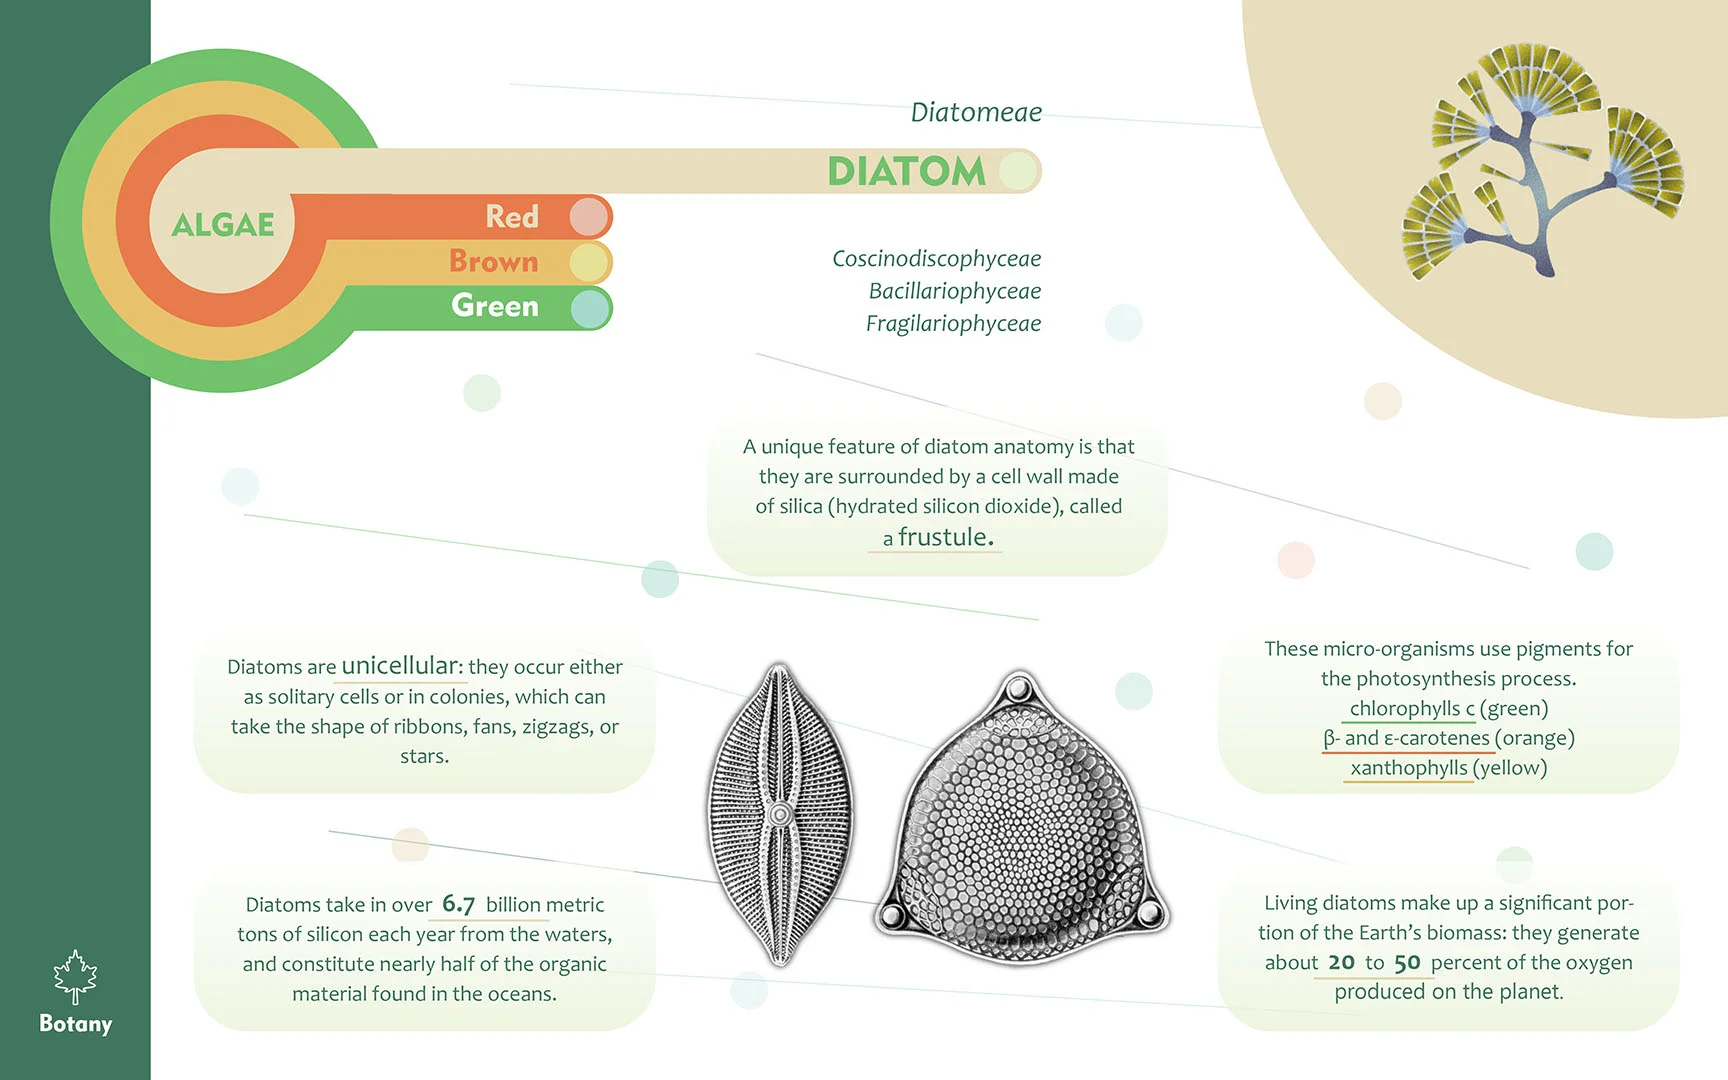 Diatomeae
DIATOM
ALGAE
Red
Brown
Green
Coscinodiscophyceae
Bacillariophyceae
Fragilariophyceae
A unique feature of diatom anatomy is that
they are surrounded by a cell wall made
of silica (hydrated silicon dioxide), called
a frustule.
Diatoms are unicellular: they occur either
as solitary cells or in colonies, which can
take the shape of ribbons, fans, zigzags, or
stars.
These micro-organisms use pigments for
the photosynthesis process.
chlorophylls c (green)
β- and ε-carotenes (orange)
xanthophylls (yellow)
Diatoms take in over 6.7 billion metric
tons of silicon each year from the waters,
and constitute nearly half of the organic
material found in the oceans.
Living diatoms make up a significant por-
tion of the Earth's biomass: they generate
about 20 to 50 percent of the oxygen
produced on the planet.
Botany